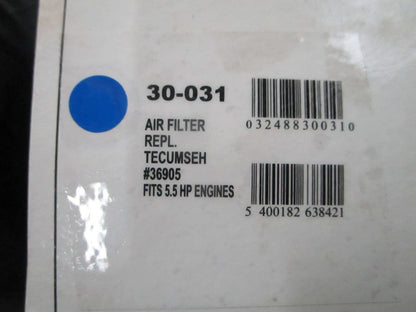 30-031
032488300310
AIR FILTER
REPL.
TECUMSEH
#36905
FITS 5.5 HP ENGINES
5 400182 638421